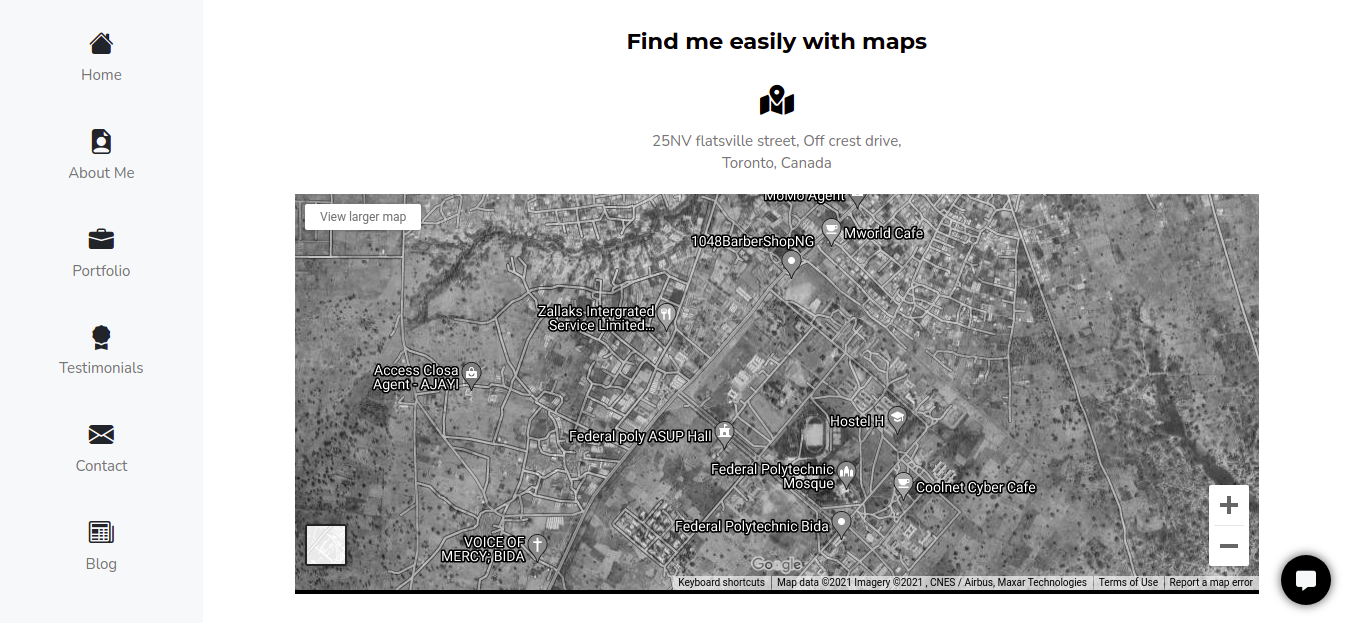 Home
About Me
Portfolio
Testimonials
Contact
Blog
Find me easily with maps
25NV flatsville street, Off crest drive,
Toronto, Canada
View larger map
MoMo Agent
Mworld Cafe
1048BarberShopNG
Zallaks Intergrated
Service Limited...
Access Closa
Agent - AJAYI
Hostel H
Federal poly ASUP Hall
Federal Polytechnic
Mosque
Coolnet Cyber Cafe
Federal Polytechnic Bida
VOICE OF
MERCY; BIDA
Google
Keyboard shortcuts
Map data ©2021 Imagery ©2021 , CNES / Airbus, Maxar Technologies
Terms of Use
Report a map error